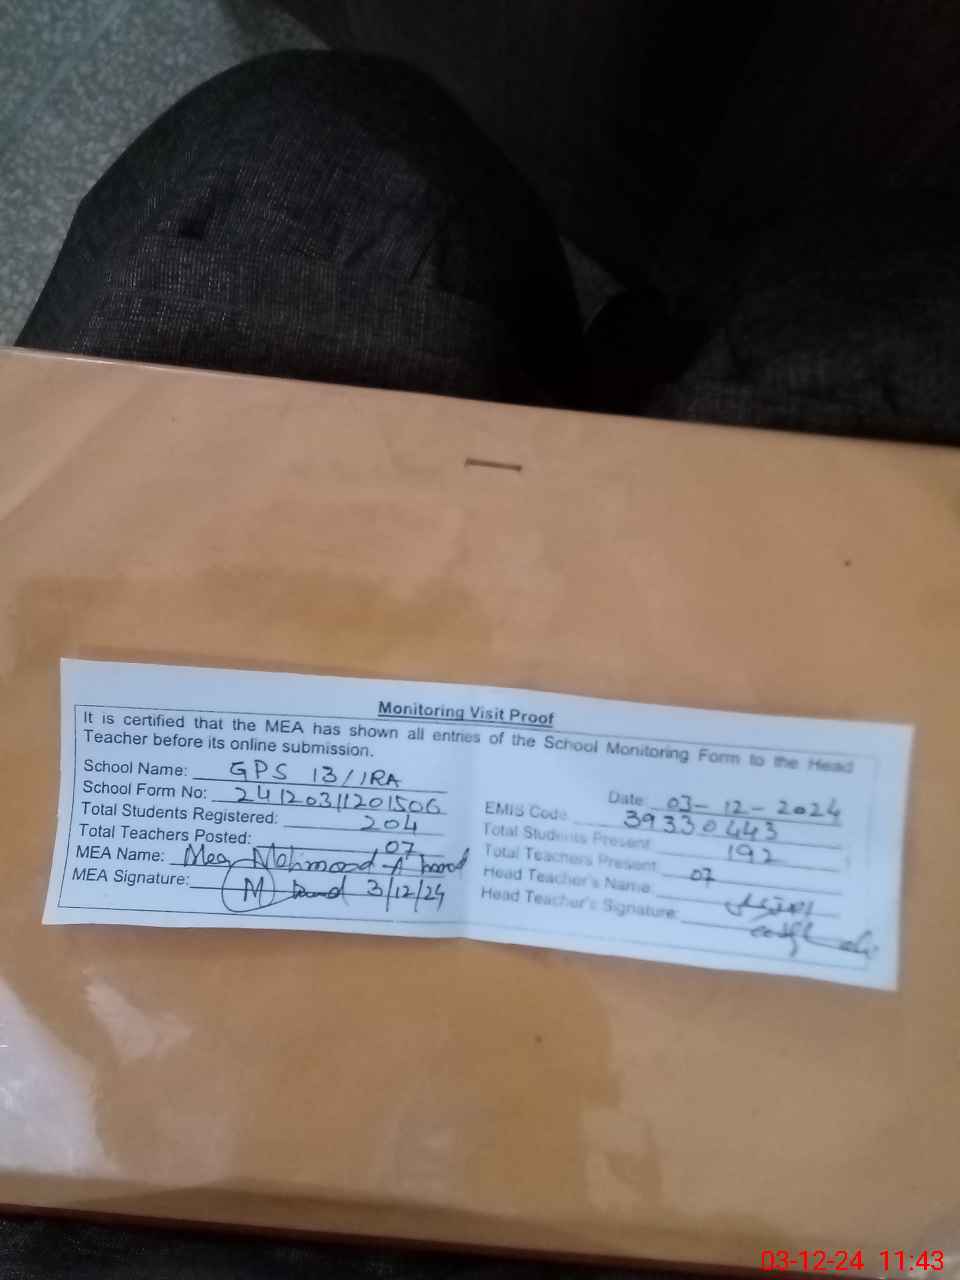 Monitoring Visit Proof
It is certified that the MEA has shown all entries of the School Monitoring Form to the Head
Teacher before its online submission.
School Name: GPS 13/1RA
Date: 03-12-2024
School Form No: 2412031201506
EMIS Code 39330443
Total Students Registered: 204
Total Students Present 192
Total Teachers Posted: 07
Total Teachers Present: 07
MEA Name: Mahmood
Head Teacher's Name:
MEA Signature: M 3/12/24
Head Teacher's Signature:
03-12-24 11:43